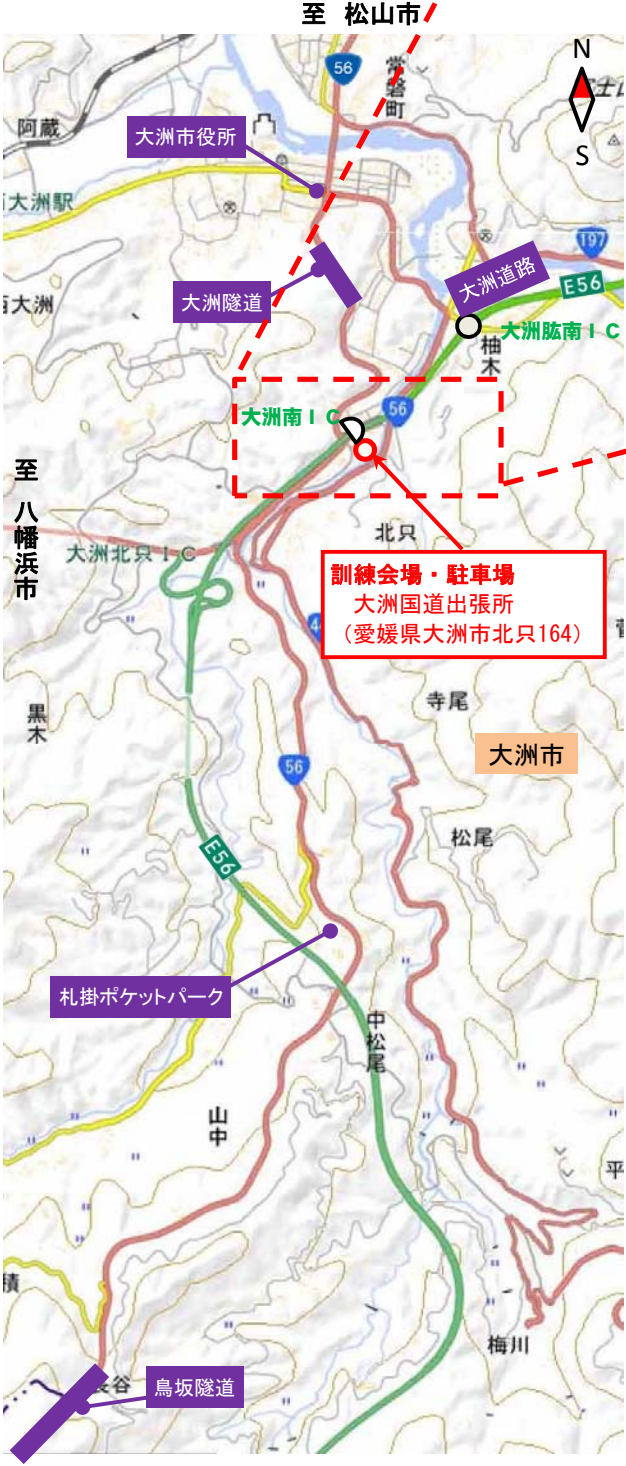 至 松山市
56
常磐町
N
S
阿蔵
大洲市役所
大洲駅
197
大洲道路
E56
大洲隧道
西大洲
大洲肱南IC
柚木
56
大洲南IC
至 八幡浜市
北只
大洲北只IC
訓練会場・駐車場
大洲国道出張所
（愛媛県大洲市北只164）
黒木
寺尾
大洲市
56
松尾
E56
札掛ポケットパーク
中松尾
山中
平
積
梅川
長谷
鳥坂隧道